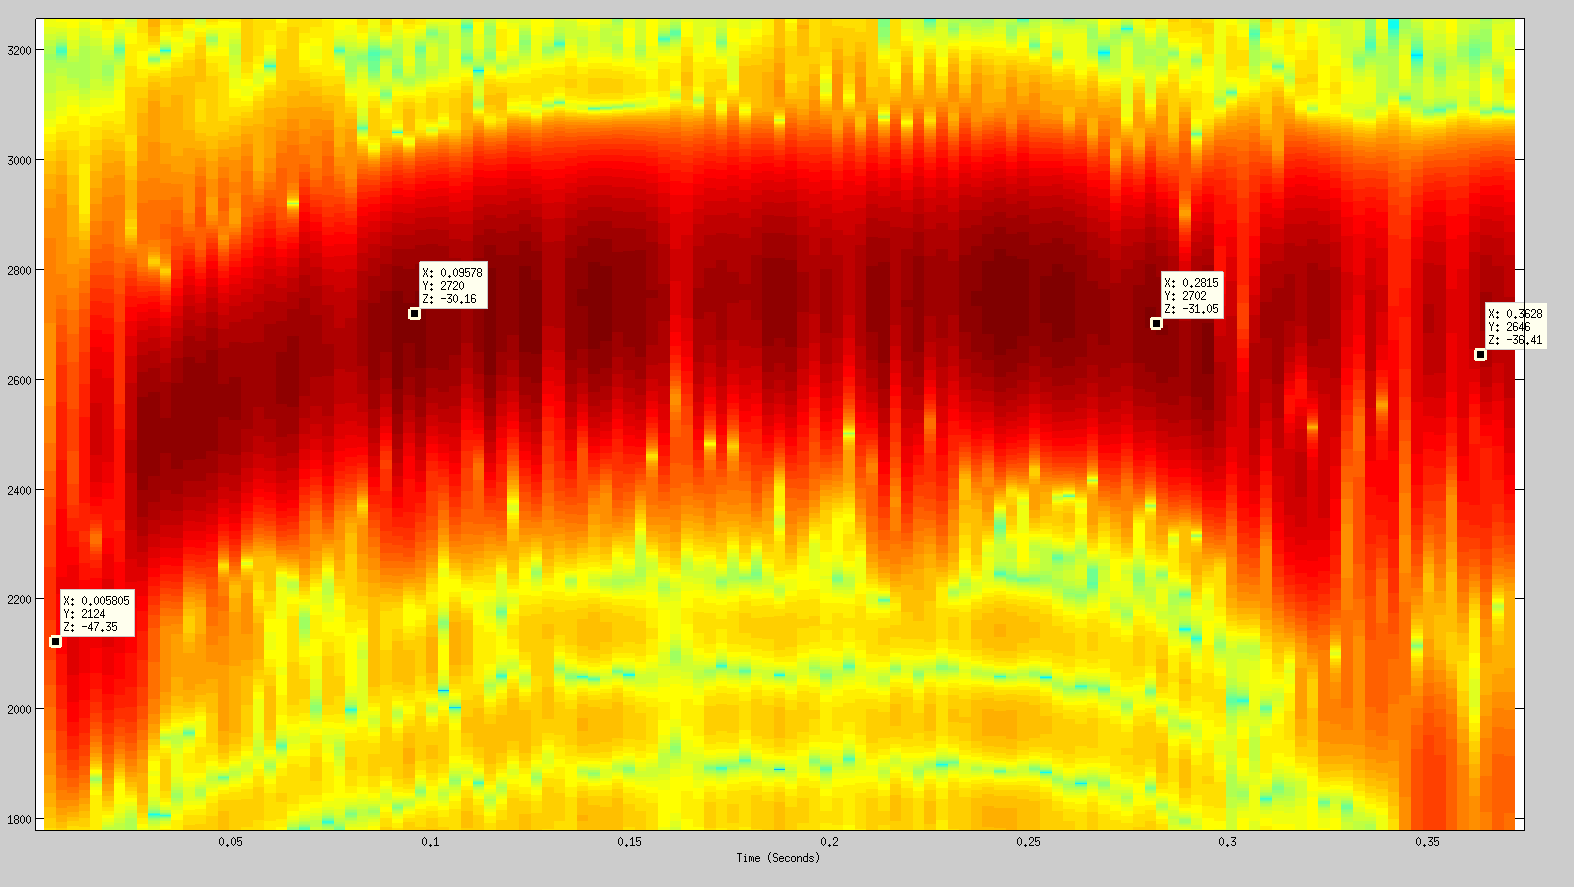 3200
3000
2800
2600
2400
2200
2000
1800
X: 0.005805
Y: 2124
Z: -47.35
X: 0.09578
Y: 2720
Z: -30.16
X: 0.2815
Y: 2702
Z: -31.05
X: 0.3628
Y: 2646
Z: -36.41
0.05
0.1
0.15
0.2
0.25
0.3
0.35
Time (Seconds)